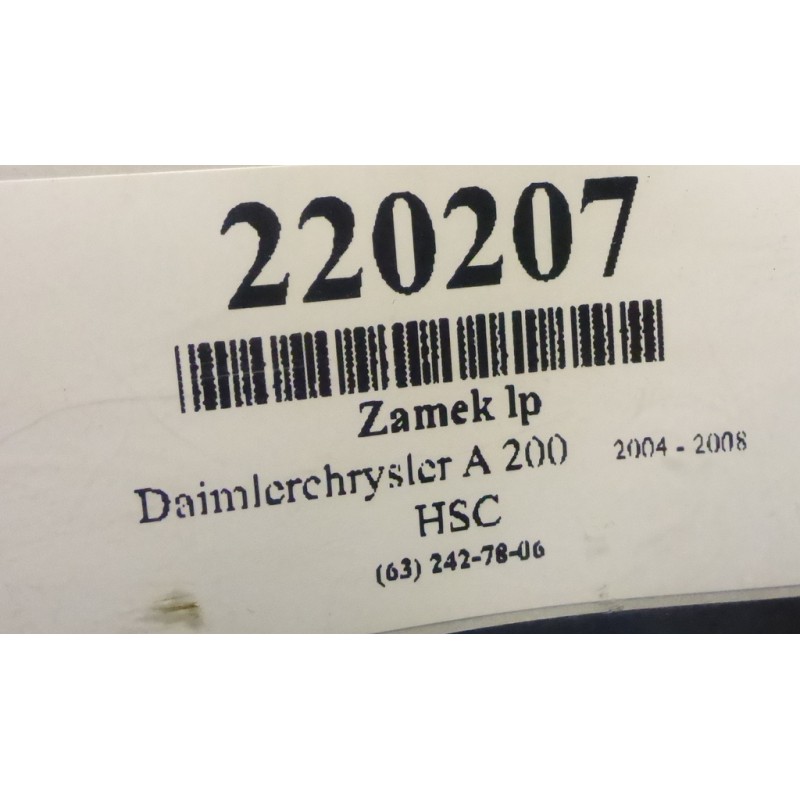 220207
Zamek lp
Daimlerchrysler A 200 2004 - 2008
HSC
(63) 242-78-06